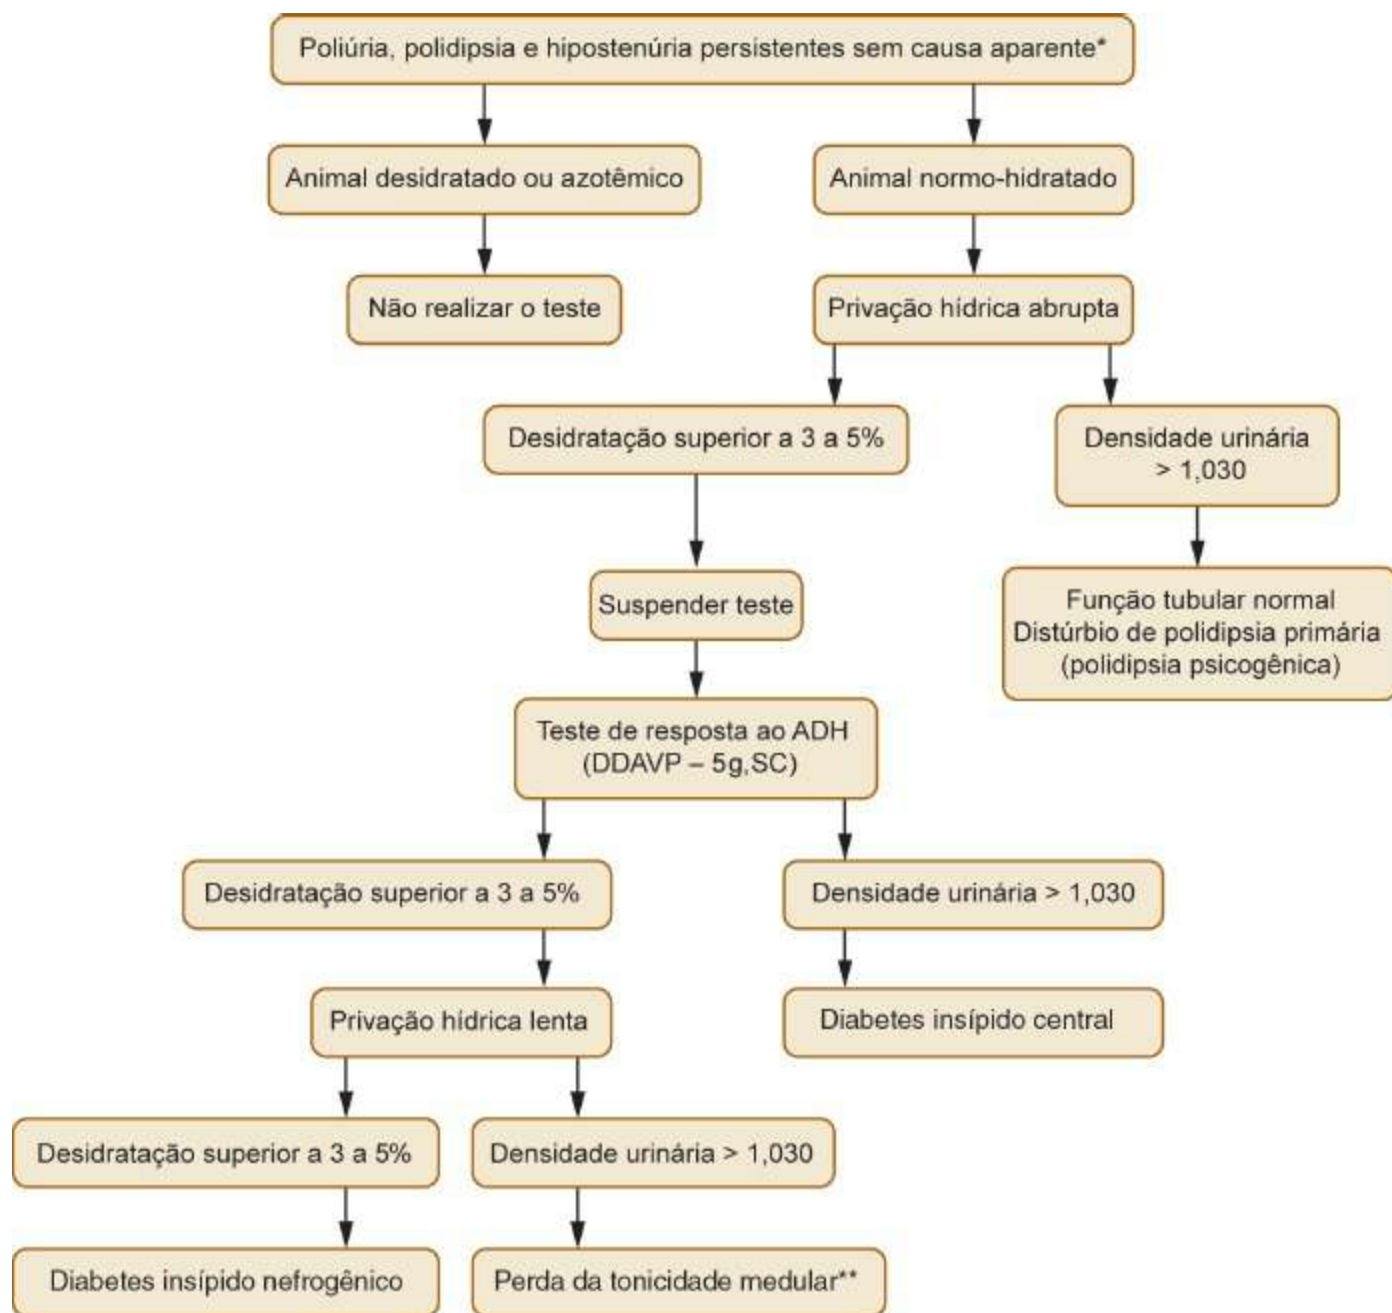 Poliúria, polidipsia e hipostenúria persistentes sem causa aparente*
Animal desidratado ou azotêmico
Animal normo-hidratado
Não realizar o teste
Privação hídrica abrupta
Desidratação superior a 3 a 5%
Densidade urinária
> 1,030
Suspender teste
Função tubular normal
Distúrbio de polidipsia primária
(polidipsia psicogênica)
Teste de resposta ao ADH
(DDAVP – 5g,SC)
Desidratação superior a 3 a 5%
Densidade urinária > 1,030
Privação hídrica lenta
Diabetes insípido central
Desidratação superior a 3 a 5%
Densidade urinária > 1,030
Diabetes insípido nefrogênico
Perda da tonicidade medular**